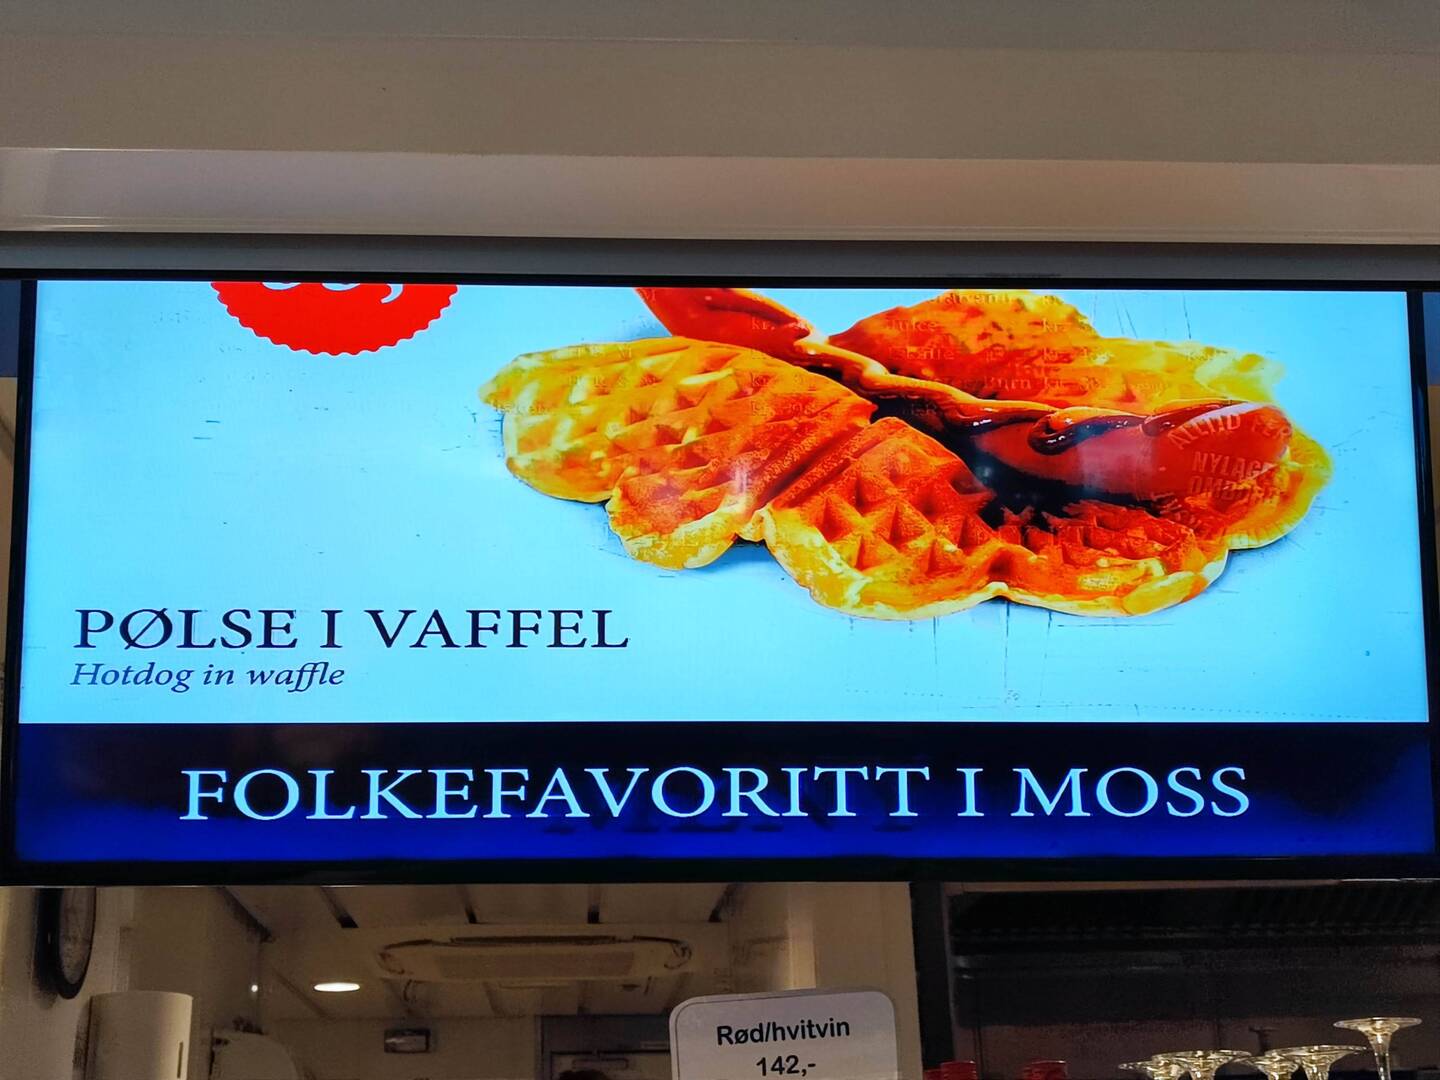 PØLSE I VAFFEL
Hotdog in waffle
FOLKEFAVORITT I MOSS
Rød/hvitvin
142,-